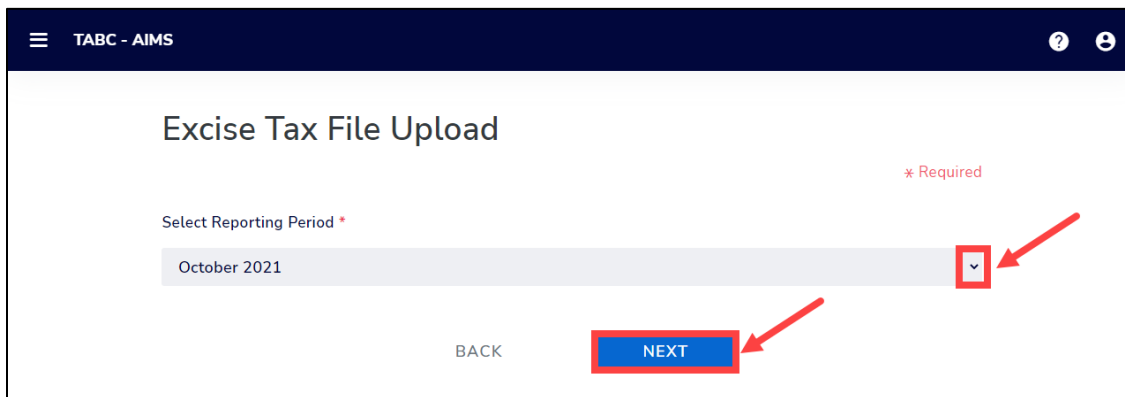 TABC - AIMS
Excise Tax File Upload
* Required
Select Reporting Period *
October 2021
BACK NEXT